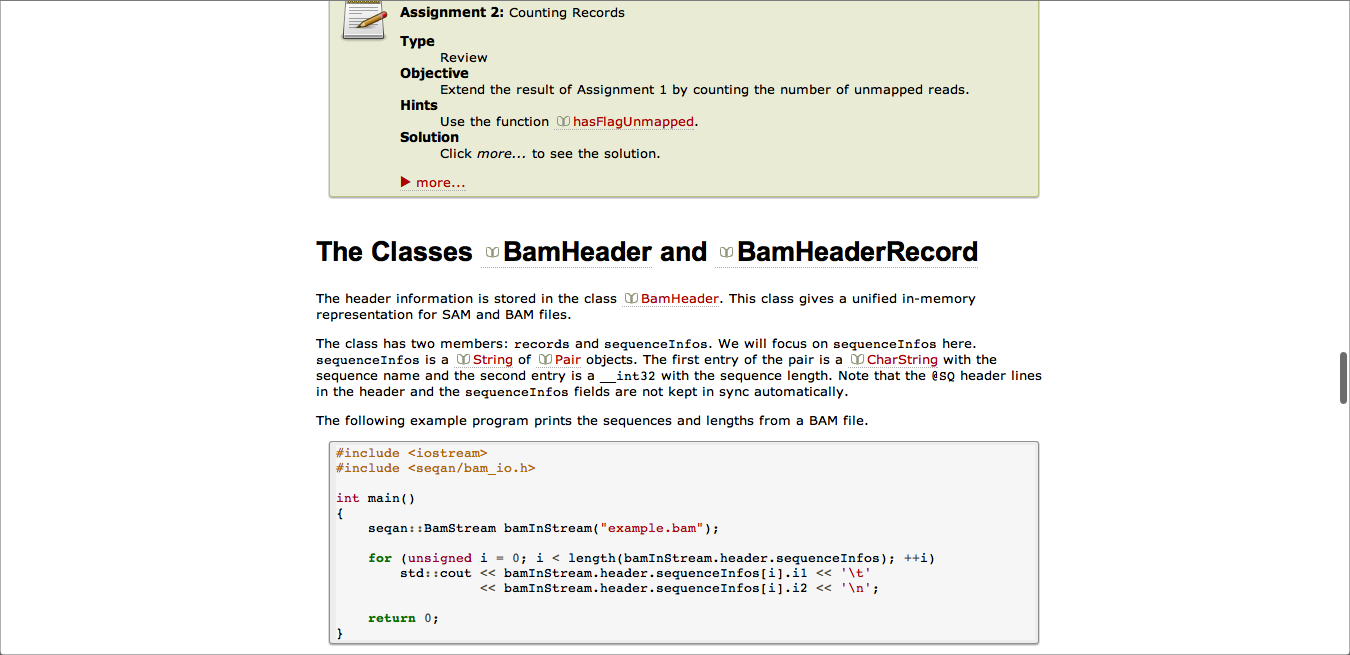 Assignment 2: Counting Records
Type
Review
Objective
Extend the result of Assignment 1 by counting the number of unmapped reads.
Hints
Use the function hasFlagUnmapped.
Solution
Click more... to see the solution.
more...
The Classes BamHeader and BamHeaderRecord
The header information is stored in the class BamHeader. This class gives a unified in-memory
representation for SAM and BAM files.
The class has two members: records and sequenceInfos. We will focus on sequenceInfos here.
sequenceInfos is a String of Pair objects. The first entry of the pair is a CharString with the
sequence name and the second entry is a __int32 with the sequence length. Note that the @SQ header lines
in the header and the sequenceInfos fields are not kept in sync automatically.
The following example program prints the sequences and lengths from a BAM file.
#include <iostream>
#include <seqan/bam_io.h>
int main()
{
    seqan::BamStream bamInStream("example.bam");
    for (unsigned i = 0; i < length(bamInStream.header.sequenceInfos); ++i)
        std::cout << bamInStream.header.sequenceInfos[i].i1 << '\t'
                  << bamInStream.header.sequenceInfos[i].i2 << '\n';
    return 0;
}